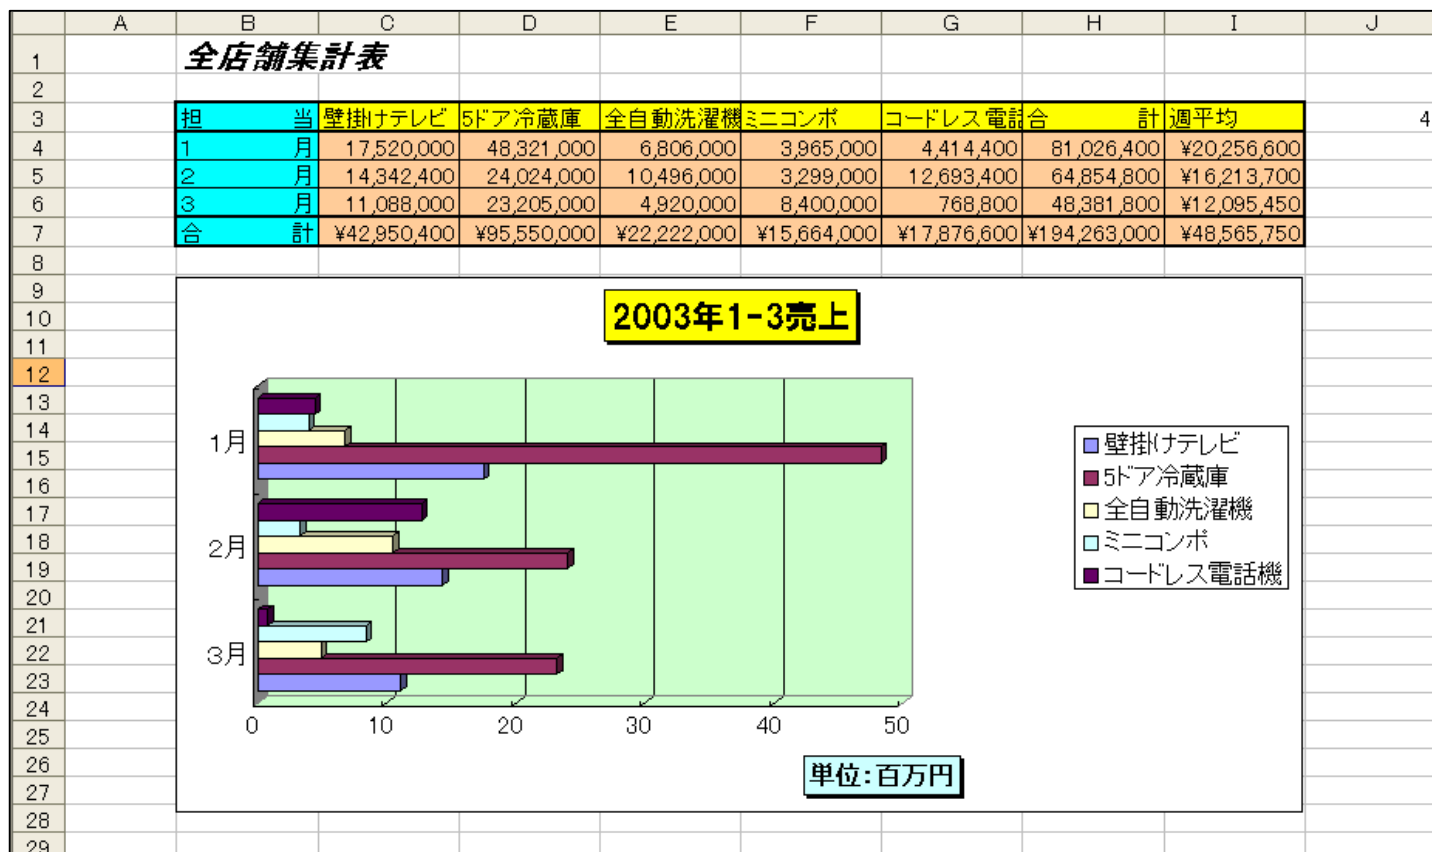 A B C D E F G H I J
1 全店舗集計表
2
3 担 当 壁掛けテレビ 5ドア冷蔵庫 全自動洗濯機 ミニコンポ コードレス電話 合 計 週平均 4
4 1 月 17,520,000 48,321,000 6,806,000 3,965,000 4,414,400 81,026,400 ¥20,256,600
5 2 月 14,342,400 24,024,000 10,496,000 3,299,000 12,693,400 64,854,800 ¥16,213,700
6 3 月 11,088,000 23,205,000 4,920,000 8,400,000 768,800 48,381,800 ¥12,095,450
7 合 計 ¥42,950,400 ¥95,550,000 ¥22,222,000 ¥15,664,000 ¥17,876,600 ¥194,263,000 ¥48,565,750
8
9
10
11
12
13
14
15
16
17
18
19
20
21
22
23
24
25
26
27
28
29
2003年1-3売上
1月
2月
3月
0 10 20 30 40 50
単位:百万円
壁掛けテレビ
5ドア冷蔵庫
全自動洗濯機
ミニコンポ
コードレス電話機